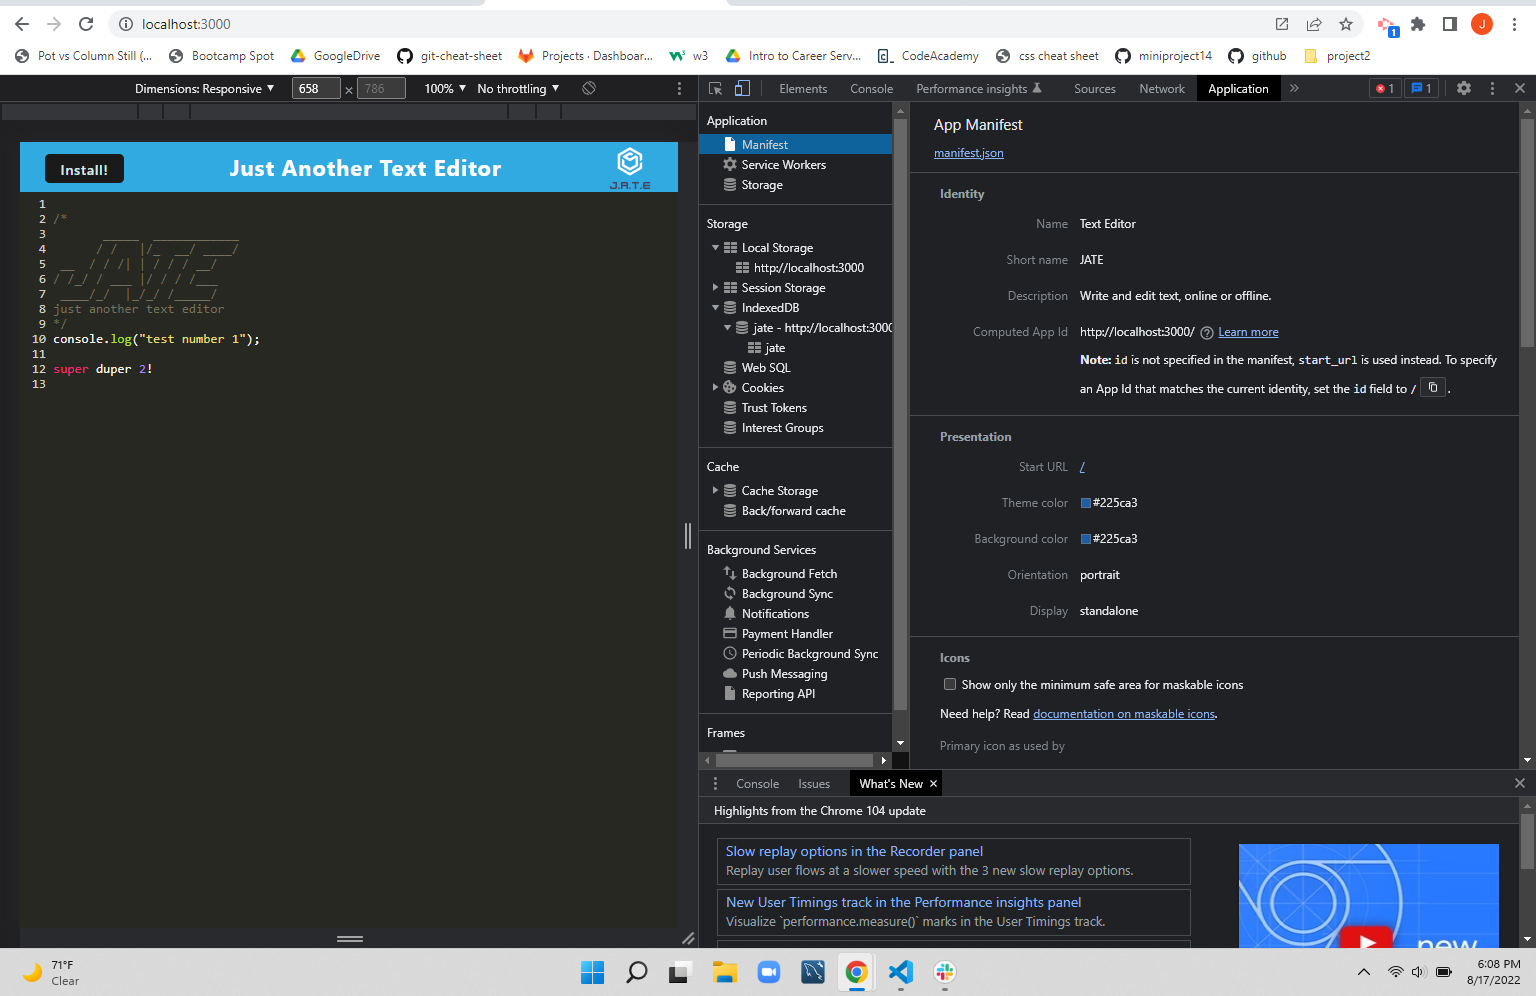 localhost:3000
1
J
Pot vs Column Still (...
Bootcamp Spot
GoogleDrive
git-cheat-sheet
Projects · Dashboar...
w3
Intro to Career Serv...
CodeAcademy
css cheat sheet
miniproject14
github
project2
Dimensions: Responsive ▼ 658 × 786 100% ▼ No throttling ▼
Elements Console Performance insights Sources Network Application » 1 1
Install!
Just Another Text Editor
J.A.T.E
1
2 /*
3 _____ ____________
4 / / |/_ __/ ____/
5 __ / / /| | / / / __/
6 / /_/ / ___ |/ / / /___
7 ____/_/ |_/_/ /_____/
8 just another text editor
9 */
10 console.log("test number 1");
11
12 super duper 2!
13
Application
Manifest
Service Workers
Storage
Storage
Local Storage
http://localhost:3000
Session Storage
IndexedDB
jate - http://localhost:3000
jate
Web SQL
Cookies
Trust Tokens
Interest Groups
Cache
Cache Storage
Back/forward cache
Background Services
Background Fetch
Background Sync
Notifications
Payment Handler
Periodic Background Sync
Push Messaging
Reporting API
Frames
App Manifest
manifest.json
Identity
Name Text Editor
Short name JATE
Description Write and edit text, online or offline.
Computed App Id http://localhost:3000/ ? Learn more
Note: id is not specified in the manifest, start_url is used instead. To specify
an App Id that matches the current identity, set the id field to / .
Presentation
Start URL /
Theme color #225ca3
Background color #225ca3
Orientation portrait
Display standalone
Icons
Show only the minimum safe area for maskable icons
Need help? Read documentation on maskable icons.
Primary icon as used by
Console Issues What's New ×
Highlights from the Chrome 104 update
Slow replay options in the Recorder panel
Replay user flows at a slower speed with the 3 new slow replay options.
New User Timings track in the Performance insights panel
Visualize `performance.measure()` marks in the User Timings track.
new
71°F
Clear
6:08 PM
8/17/2022